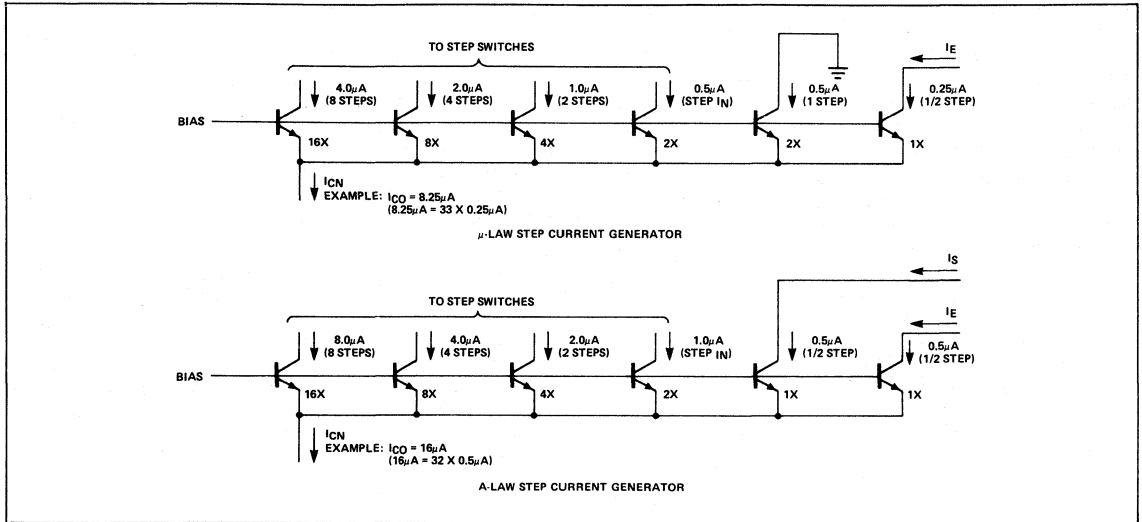 TO STEP SWITCHES
IE
4.0μA
(8 STEPS)
2.0μA
(4 STEPS)
1.0μA
(2 STEPS)
0.5μA
(STEP IN)
0.5μA
(1 STEP)
0.25μA
(1/2 STEP)
BIAS
16X
8X
4X
2X
2X
1X
ICN
EXAMPLE: ICO = 8.25μA
(8.25μA = 33 X 0.25μA)
μ-LAW STEP CURRENT GENERATOR
IS
TO STEP SWITCHES
IE
8.0μA
(8 STEPS)
4.0μA
(4 STEPS)
2.0μA
(2 STEPS)
1.0μA
(STEP IN)
0.5μA
(1/2 STEP)
0.5μA
(1/2 STEP)
BIAS
16X
8X
4X
2X
1X
1X
ICN
EXAMPLE: ICO = 16μA
(16μA = 32 X 0.5μA)
A-LAW STEP CURRENT GENERATOR